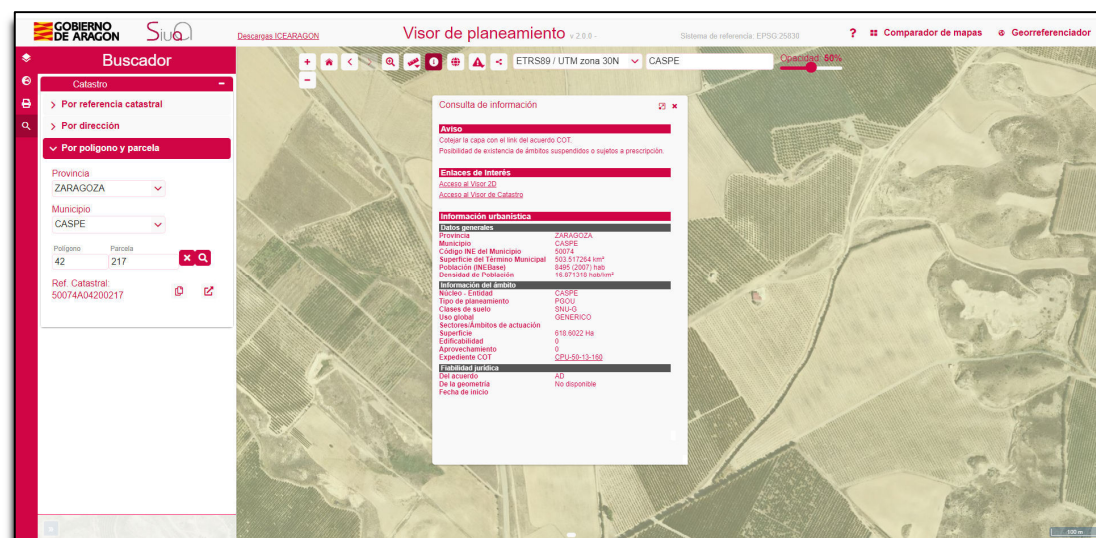 GOBIERNO
DE ARAGON
Siua
Descargas ICEARAGON
Visor de planeamiento v 2.0.0 -
Sistema de referencia: EPSG 25830
? Comparador de mapas
Georreferenciador
Buscador
Catastro
Por referencia catastral
Por dirección
Por polígono y parcela
Provincia
ZARAGOZA
Municipio
CASPE
Polígono Parcela
42 217
Ref. Catastral:
50074A04200217
ETRS89 / UTM zona 30N
CASPE
Opacidad: 50%
Consulta de información
Aviso
Cotejar la capa con el link del acuerdo COT.
Posibilidad de existencia de ámbitos suspendidos o sujetos a prescripción.
Enlaces de Interés
Acceso al Visor 2D
Acceso al Visor de Catastro
Información urbanística
Datos generales
Provincia ZARAGOZA
Municipio CASPE
Código INE del Municipio 50074
Superficie del Término Municipal 503.517264 km²
Población (INEBase) 8495 (2007) hab
Densidad de Población 16.871318 hab/km²
Información del ámbito
Núcleo - Entidad CASPE
Tipo de planeamiento PGOU
Clases de suelo SNU-G
Uso global GENERICO
Sectores/Ámbitos de actuación
Superficie 618.6022 Ha
Edificabilidad 0
Aprovechamiento 0
Expediente COT CPU-50-13-160
Fiabilidad jurídica
Del acuerdo AD
De la geometría No disponible
Fecha de inicio
100 m